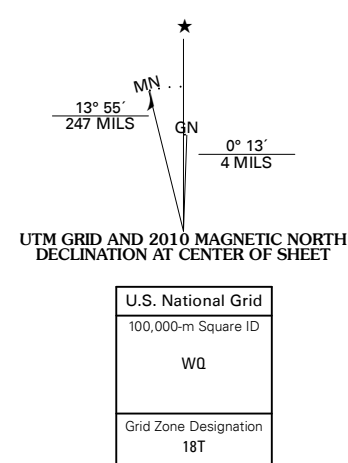 ★
MN
13° 55´
247 MILS
GN
0° 13´
4 MILS
UTM GRID AND 2010 MAGNETIC NORTH
DECLINATION AT CENTER OF SHEET
U.S. National Grid
100,000-m Square ID
WQ
Grid Zone Designation
18T